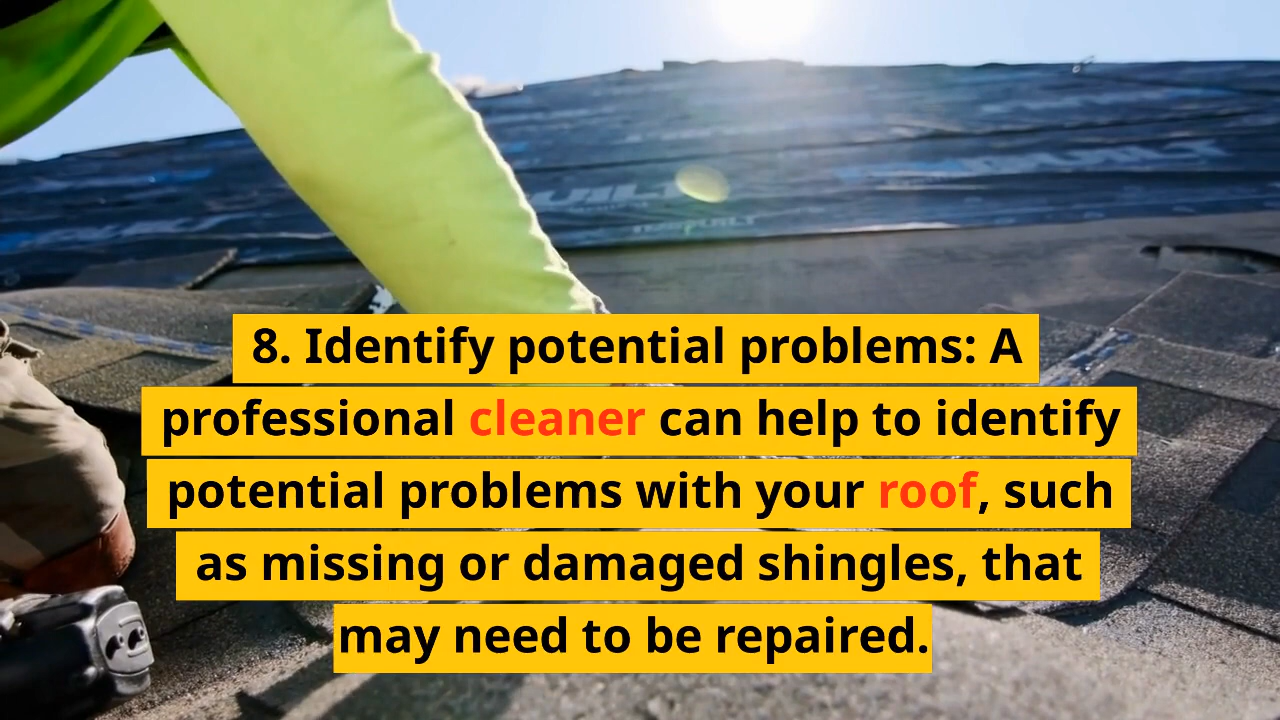 8. Identify potential problems: A
professional cleaner can help to identify
potential problems with your roof, such
as missing or damaged shingles, that
may need to be repaired.